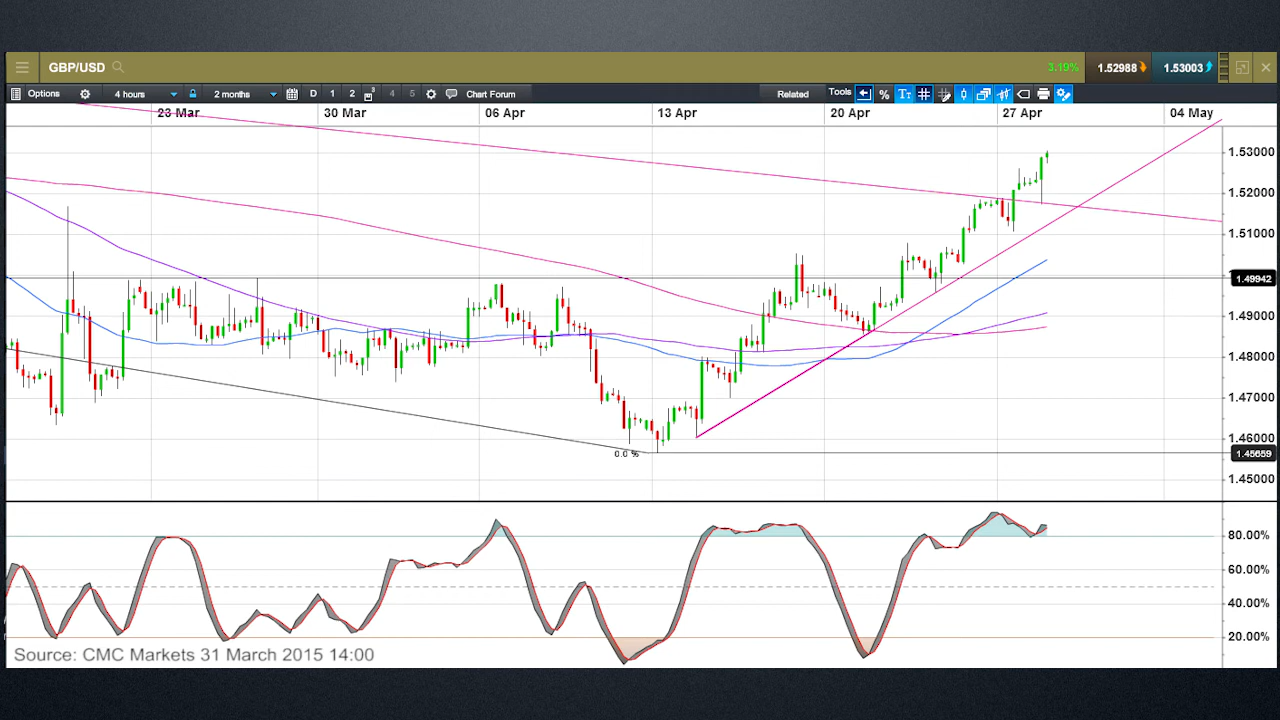 GBP/USD 3.19% 1.52988 1.53003
Options 4 hours 2 months D 1 2 3 4 5 Chart Forum Related Tools % Tт
23 Mar 30 Mar 06 Apr 13 Apr 20 Apr 27 Apr 04 May
1.53000
1.52000
1.51000
1.49942
1.49000
1.48000
1.47000
1.46000
0.0 % 1.45659
1.45000
80.00%
60.00%
40.00%
20.00%
Source: CMC Markets 31 March 2015 14:00